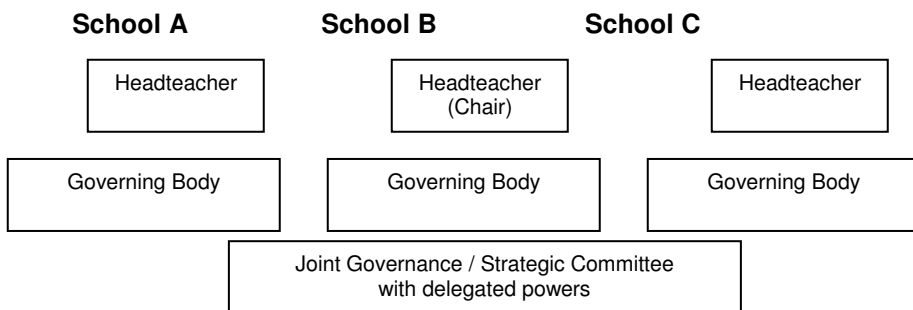 School A School B School C
Headteacher Headteacher Headteacher
(Chair)
Governing Body Governing Body Governing Body
Joint Governance / Strategic Committee
with delegated powers